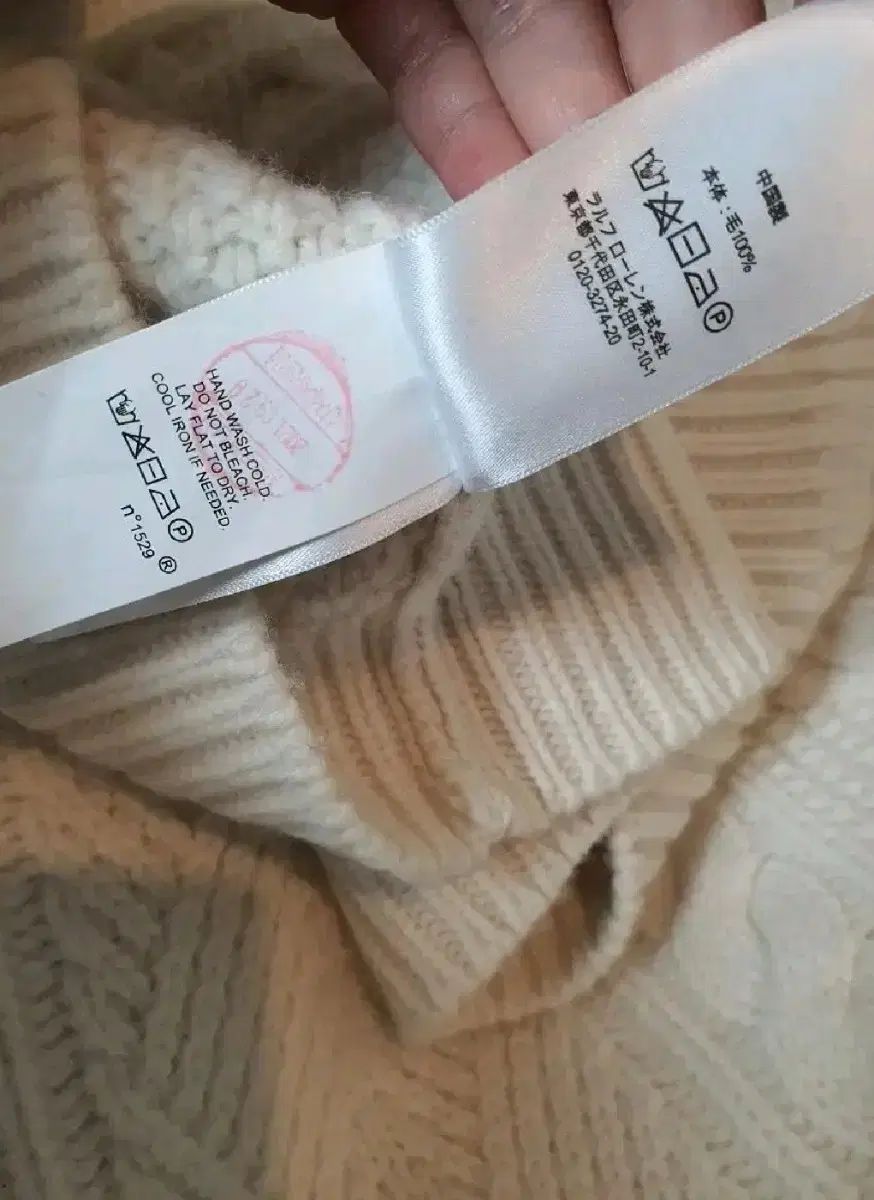 中国製
本体：毛100%
P
ラルフ ローレン株式会社
東京都千代田区永田町2-10-1
0120-3274-20
HAND WASH COLD.
DO NOT BLEACH.
LAY FLAT TO DRY.
COOL IRON IF NEEDED.
P
n°1529 ®